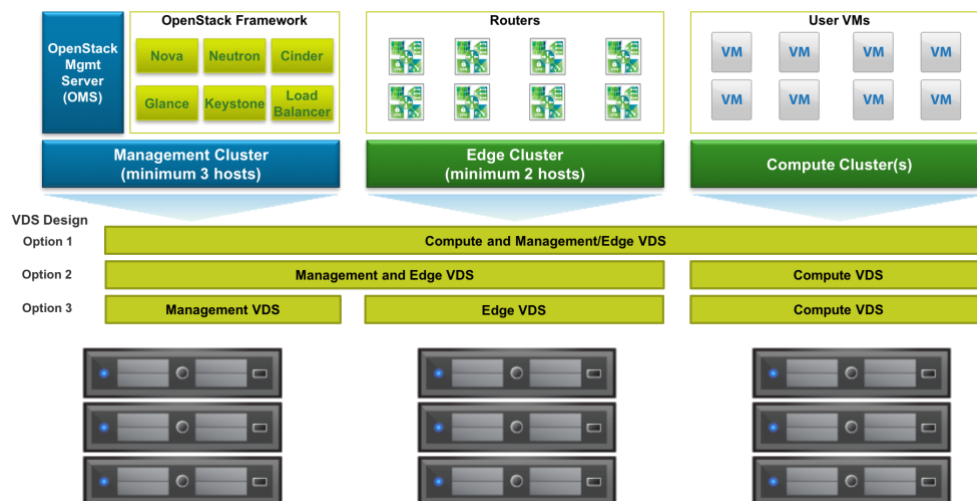 OpenStack Framework
Routers
User VMs
OpenStack
Mgmt
Server
(OMS)
Nova
Neutron
Cinder
Glance
Keystone
Load
Balancer
VM
VM
VM
VM
VM
VM
VM
VM
Management Cluster
(minimum 3 hosts)
Edge Cluster
(minimum 2 hosts)
Compute Cluster(s)
VDS Design
Option 1
Compute and Management/Edge VDS
Option 2
Management and Edge VDS
Compute VDS
Option 3
Management VDS
Edge VDS
Compute VDS